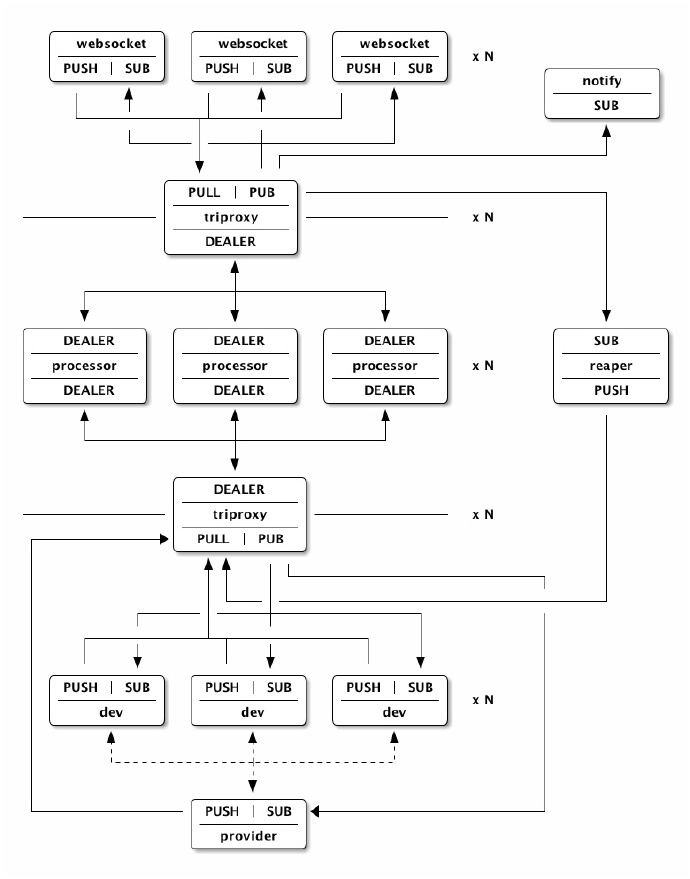 websocket websocket websocket
PUSH | SUB PUSH | SUB PUSH | SUB
x N
notify
SUB
PULL | PUB
triproxy
DEALER
x N
DEALER DEALER DEALER
processor processor processor
DEALER DEALER DEALER
x N
SUB
reaper
PUSH
DEALER
triproxy
PULL | PUB
x N
PUSH | SUB PUSH | SUB PUSH | SUB
dev dev dev
x N
PUSH | SUB
provider